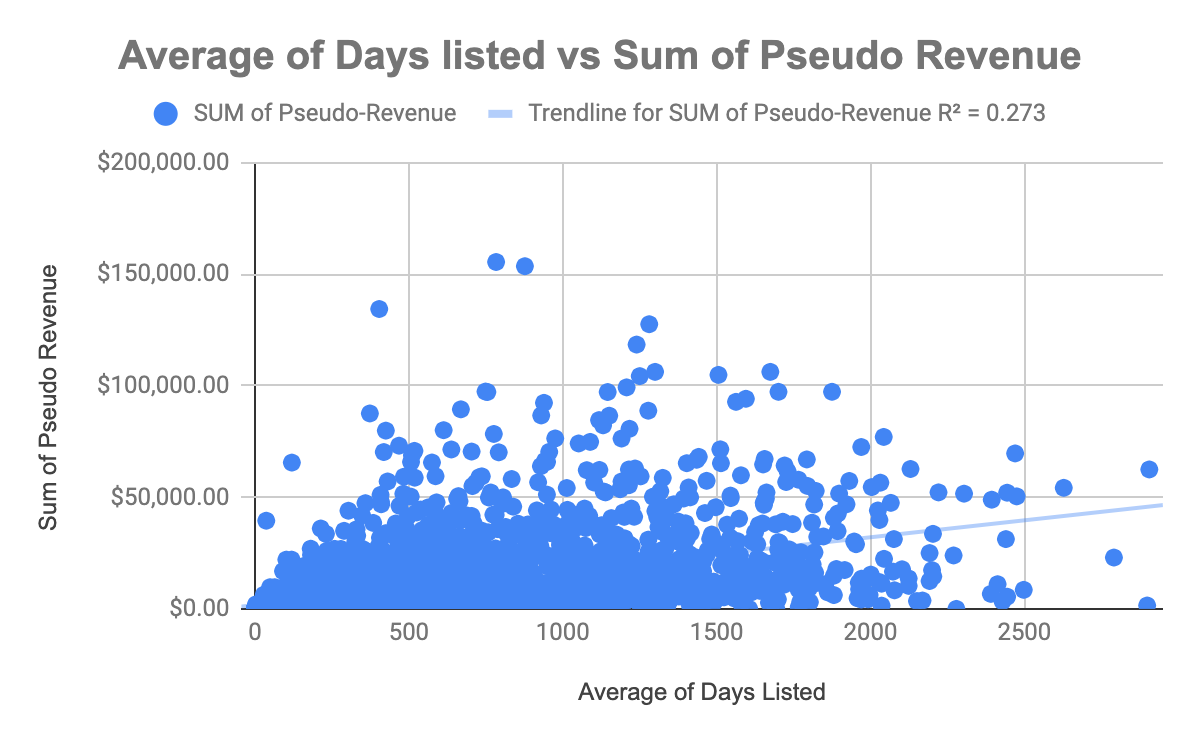 Average of Days listed vs Sum of Pseudo Revenue
SUM of Pseudo-Revenue
Trendline for SUM of Pseudo-Revenue R² = 0.273
Sum of Pseudo Revenue
$200,000.00
$150,000.00
$100,000.00
$50,000.00
$0.00
0
500
1000
1500
2000
2500
Average of Days Listed